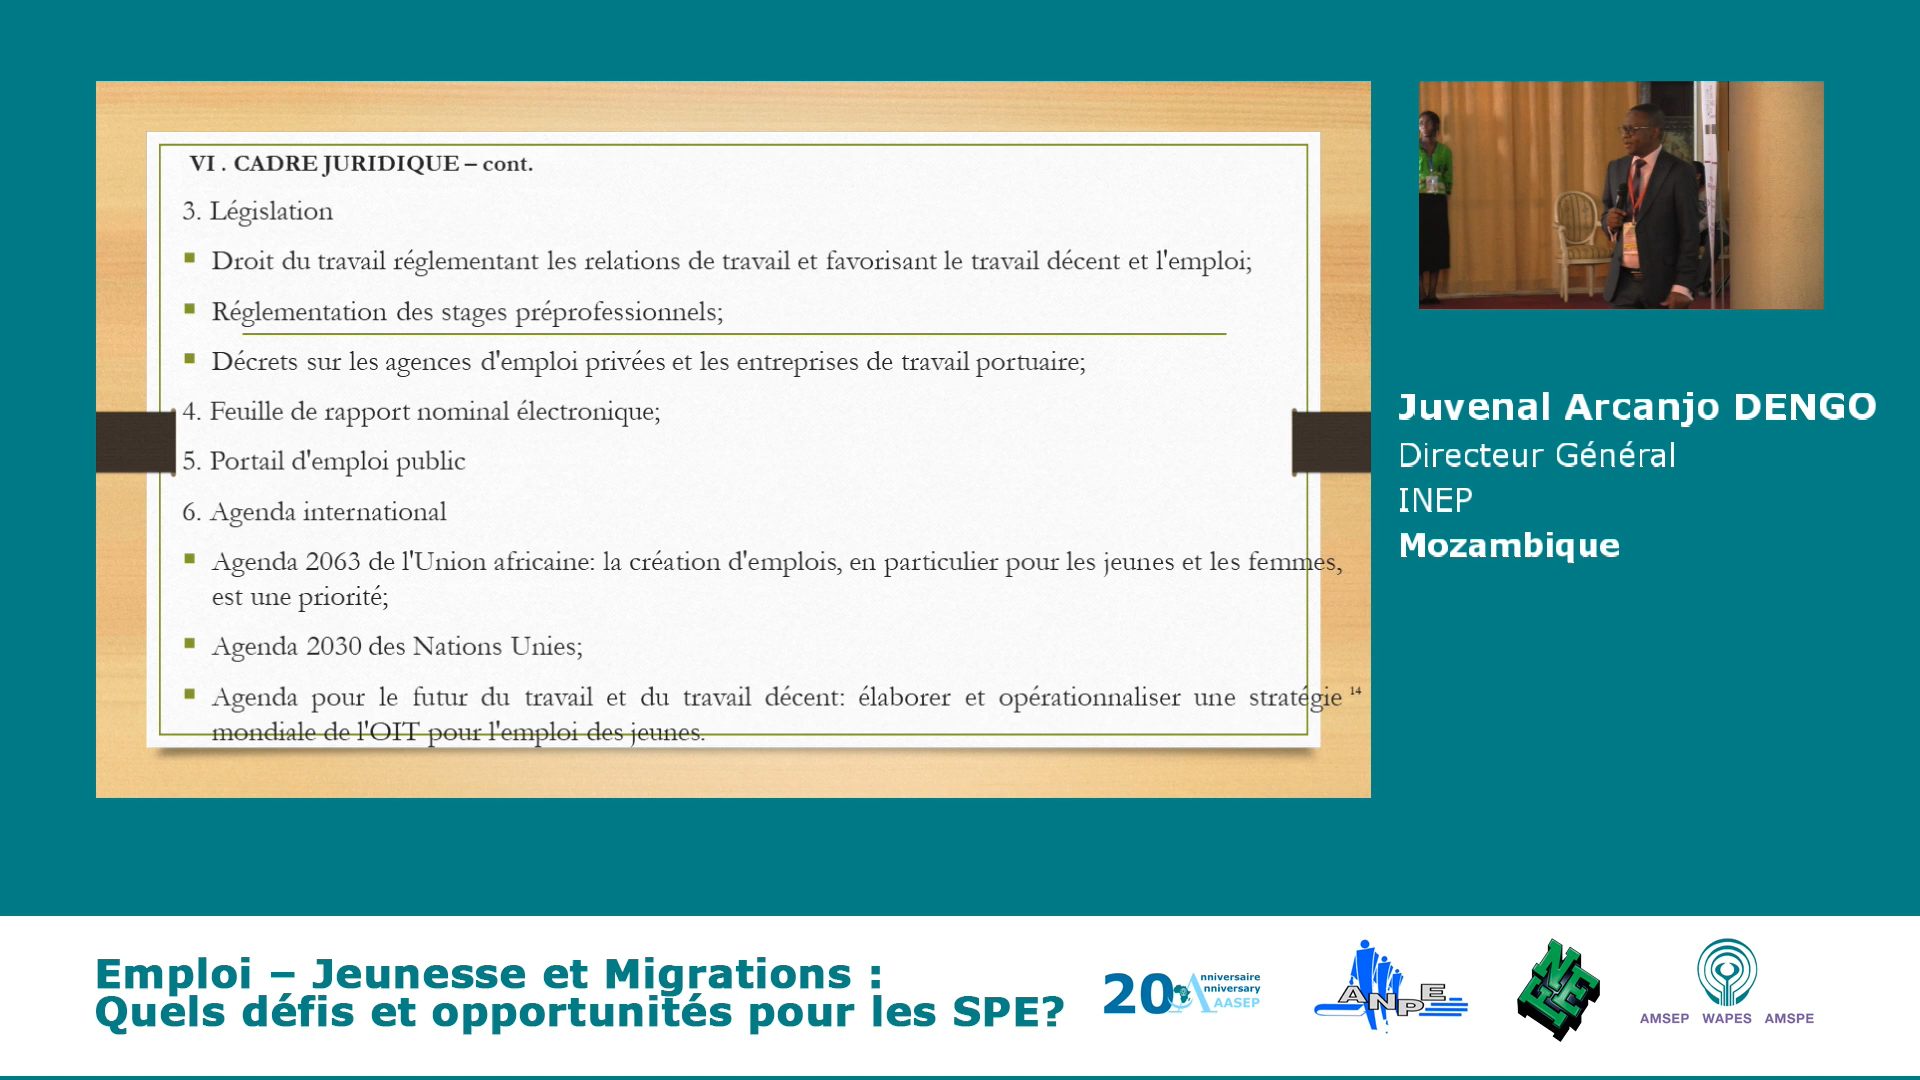 VI . CADRE JURIDIQUE – cont.
3. Législation
▪ Droit du travail réglementant les relations de travail et favorisant le travail décent et l'emploi;
▪ Réglementation des stages préprofessionnels;
▪ Décrets sur les agences d'emploi privées et les entreprises de travail portuaire;
4. Feuille de rapport nominal électronique;
5. Portail d'emploi public
6. Agenda international
▪ Agenda 2063 de l'Union africaine: la création d'emplois, en particulier pour les jeunes et les femmes,
est une priorité;
▪ Agenda 2030 des Nations Unies;
▪ Agenda pour le futur du travail et du travail décent: élaborer et opérationnaliser une stratégie
mondiale de l'OIT pour l'emploi des jeunes.
14
Juvenal Arcanjo DENGO
Directeur Général
INEP
Mozambique
Emploi – Jeunesse et Migrations :
Quels défis et opportunités pour les SPE?
20 Anniversaire
Anniversary
AASEP
ANPE
AMSEP WAPES AMSPE